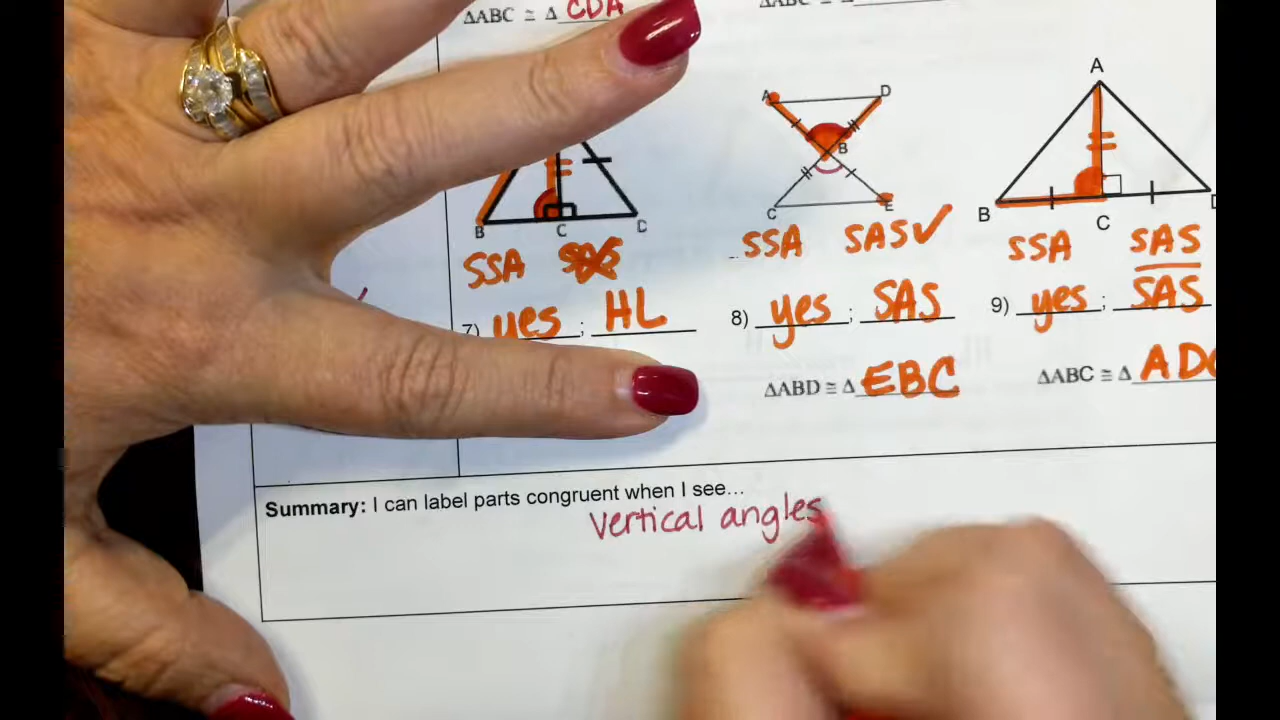 ΔABC ≅ Δ CDA
A D
B
C E
A
B C
B C D
SSA SAS
SSA SAS✓
SSA SAS
7) yes ; HL
8) yes ; SAS
9) yes ; SAS
ΔABD ≅ Δ EBC
ΔABC ≅ Δ ADC
Summary: I can label parts congruent when I see...
Vertical angles